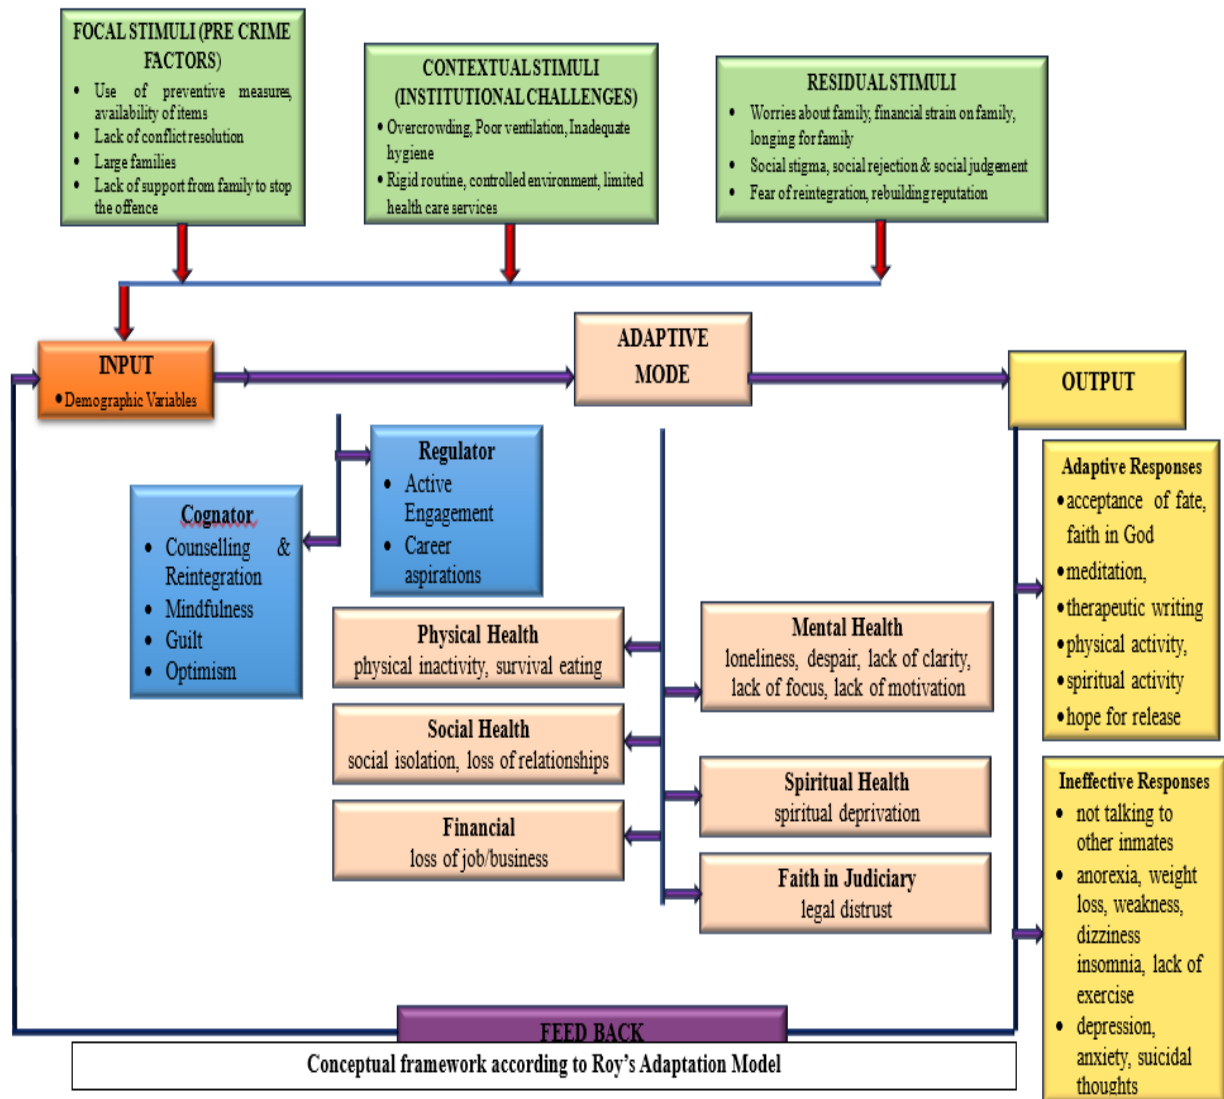 FOCAL STIMULI (PRE CRIME
FACTORS)
• Use of preventive measures,
availability of items
• Lack of conflict resolution
• Large families
• Lack of support from family to stop
the offence
CONTEXTUAL STIMULI
(INSTITUTIONAL CHALLENGES)
• Overcrowding, Poor ventilation, Inadequate
hygiene
• Rigid routine, controlled environment, limited
health care services
RESIDUAL STIMULI
• Worries about family, financial strain on family,
longing for family
• Social stigma, social rejection & social judgement
• Fear of reintegration, rebuilding reputation
INPUT
• Demographic Variables
ADAPTIVE
MODE
OUTPUT
Regulator
• Active
Engagement
• Career
aspirations
Cognator
• Counselling &
Reintegration
• Mindfulness
• Guilt
• Optimism
Physical Health
physical inactivity, survival eating
Social Health
social isolation, loss of relationships
Financial
loss of job/business
Mental Health
loneliness, despair, lack of clarity,
lack of focus, lack of motivation
Spiritual Health
spiritual deprivation
Faith in Judiciary
legal distrust
Adaptive Responses
• acceptance of fate,
faith in God
• meditation,
• therapeutic writing
• physical activity,
• spiritual activity
• hope for release
Ineffective Responses
• not talking to
other inmates
• anorexia, weight
loss, weakness,
dizziness
insomnia, lack of
exercise
• depression,
anxiety, suicidal
thoughts
FEED BACK
Conceptual framework according to Roy's Adaptation Model